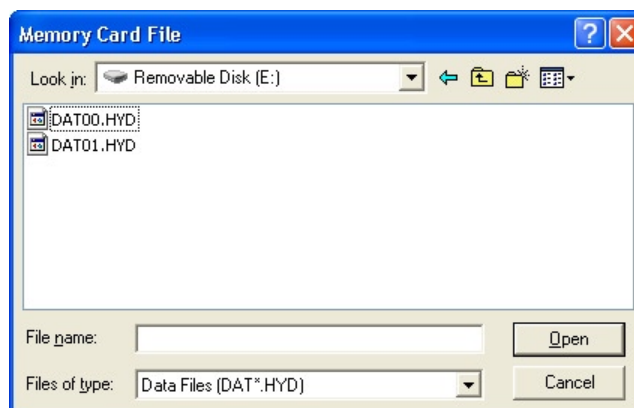 Memory Card File
Look in: Removable Disk (E:)
DAT00.HYD
DAT01.HYD
File name: Open
Files of type: Data Files (DAT*.HYD) Cancel